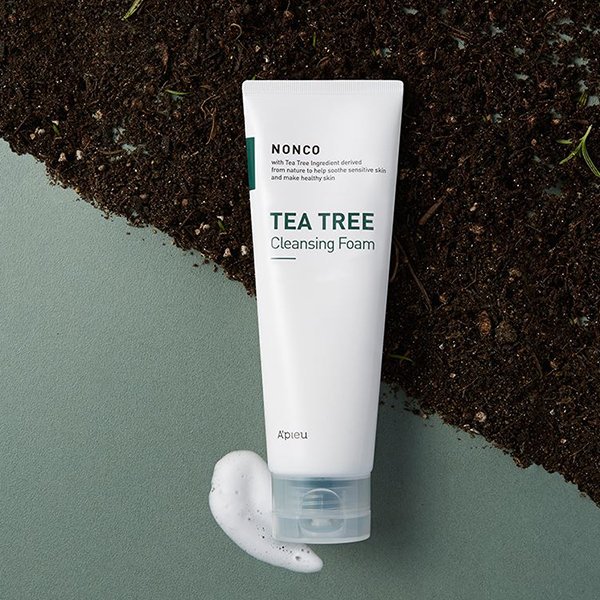 NONCO
with Tea Tree Ingredient derived
from nature to help soothe sensitive skin
and make healthy skin
TEA TREE
Cleansing Foam
A'pieu